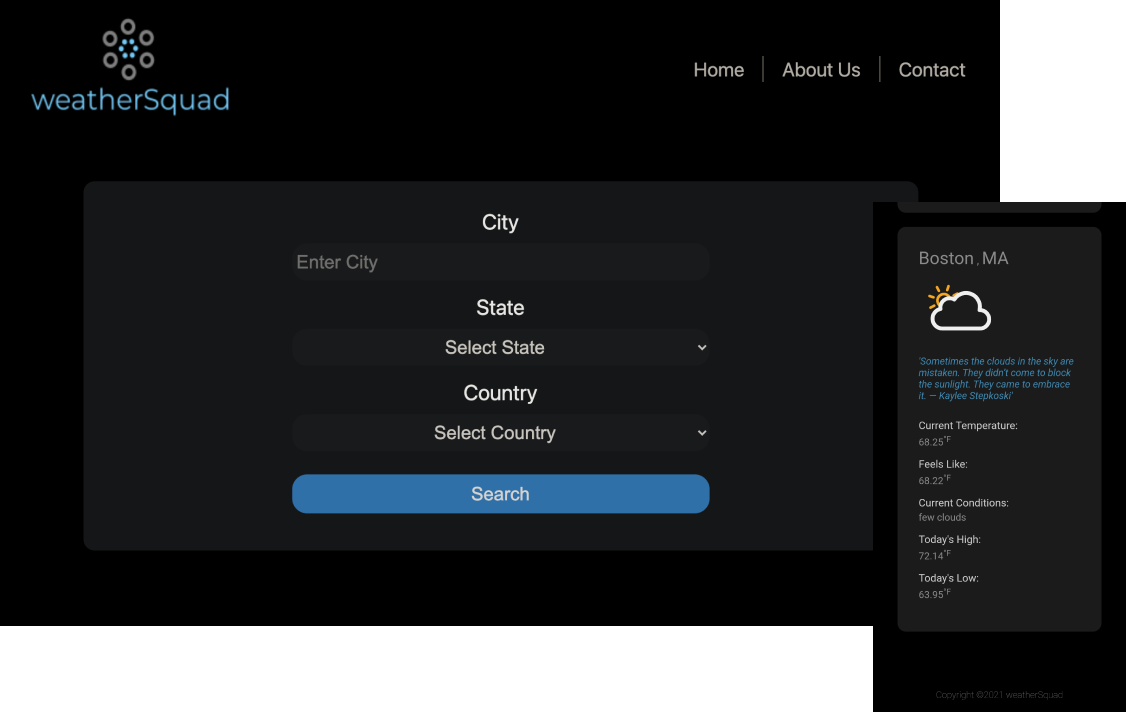 weatherSquad
Home
About Us
Contact
City
Enter City
State
Select State
Country
Select Country
Search
Boston , MA
'Sometimes the clouds in the sky are
mistaken. They didn't come to block
the sunlight. They came to embrace
it. — Kaylee Stepkoski'
Current Temperature:
68.25°F
Feels Like:
68.22°F
Current Conditions:
few clouds
Today's High:
72.14°F
Today's Low:
63.95°F
Copyright ©2021 weatherSquad